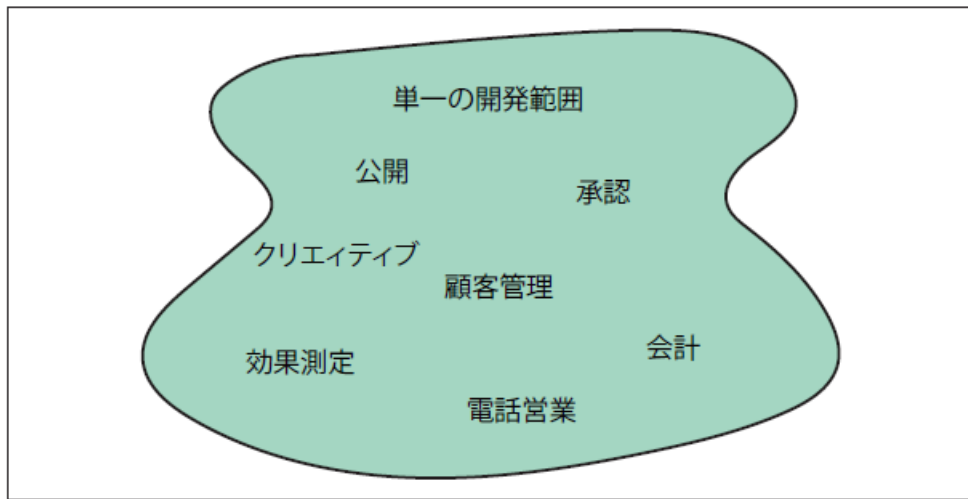 単一の開発範囲
公開
承認
クリエィティブ
顧客管理
会計
効果測定
電話営業